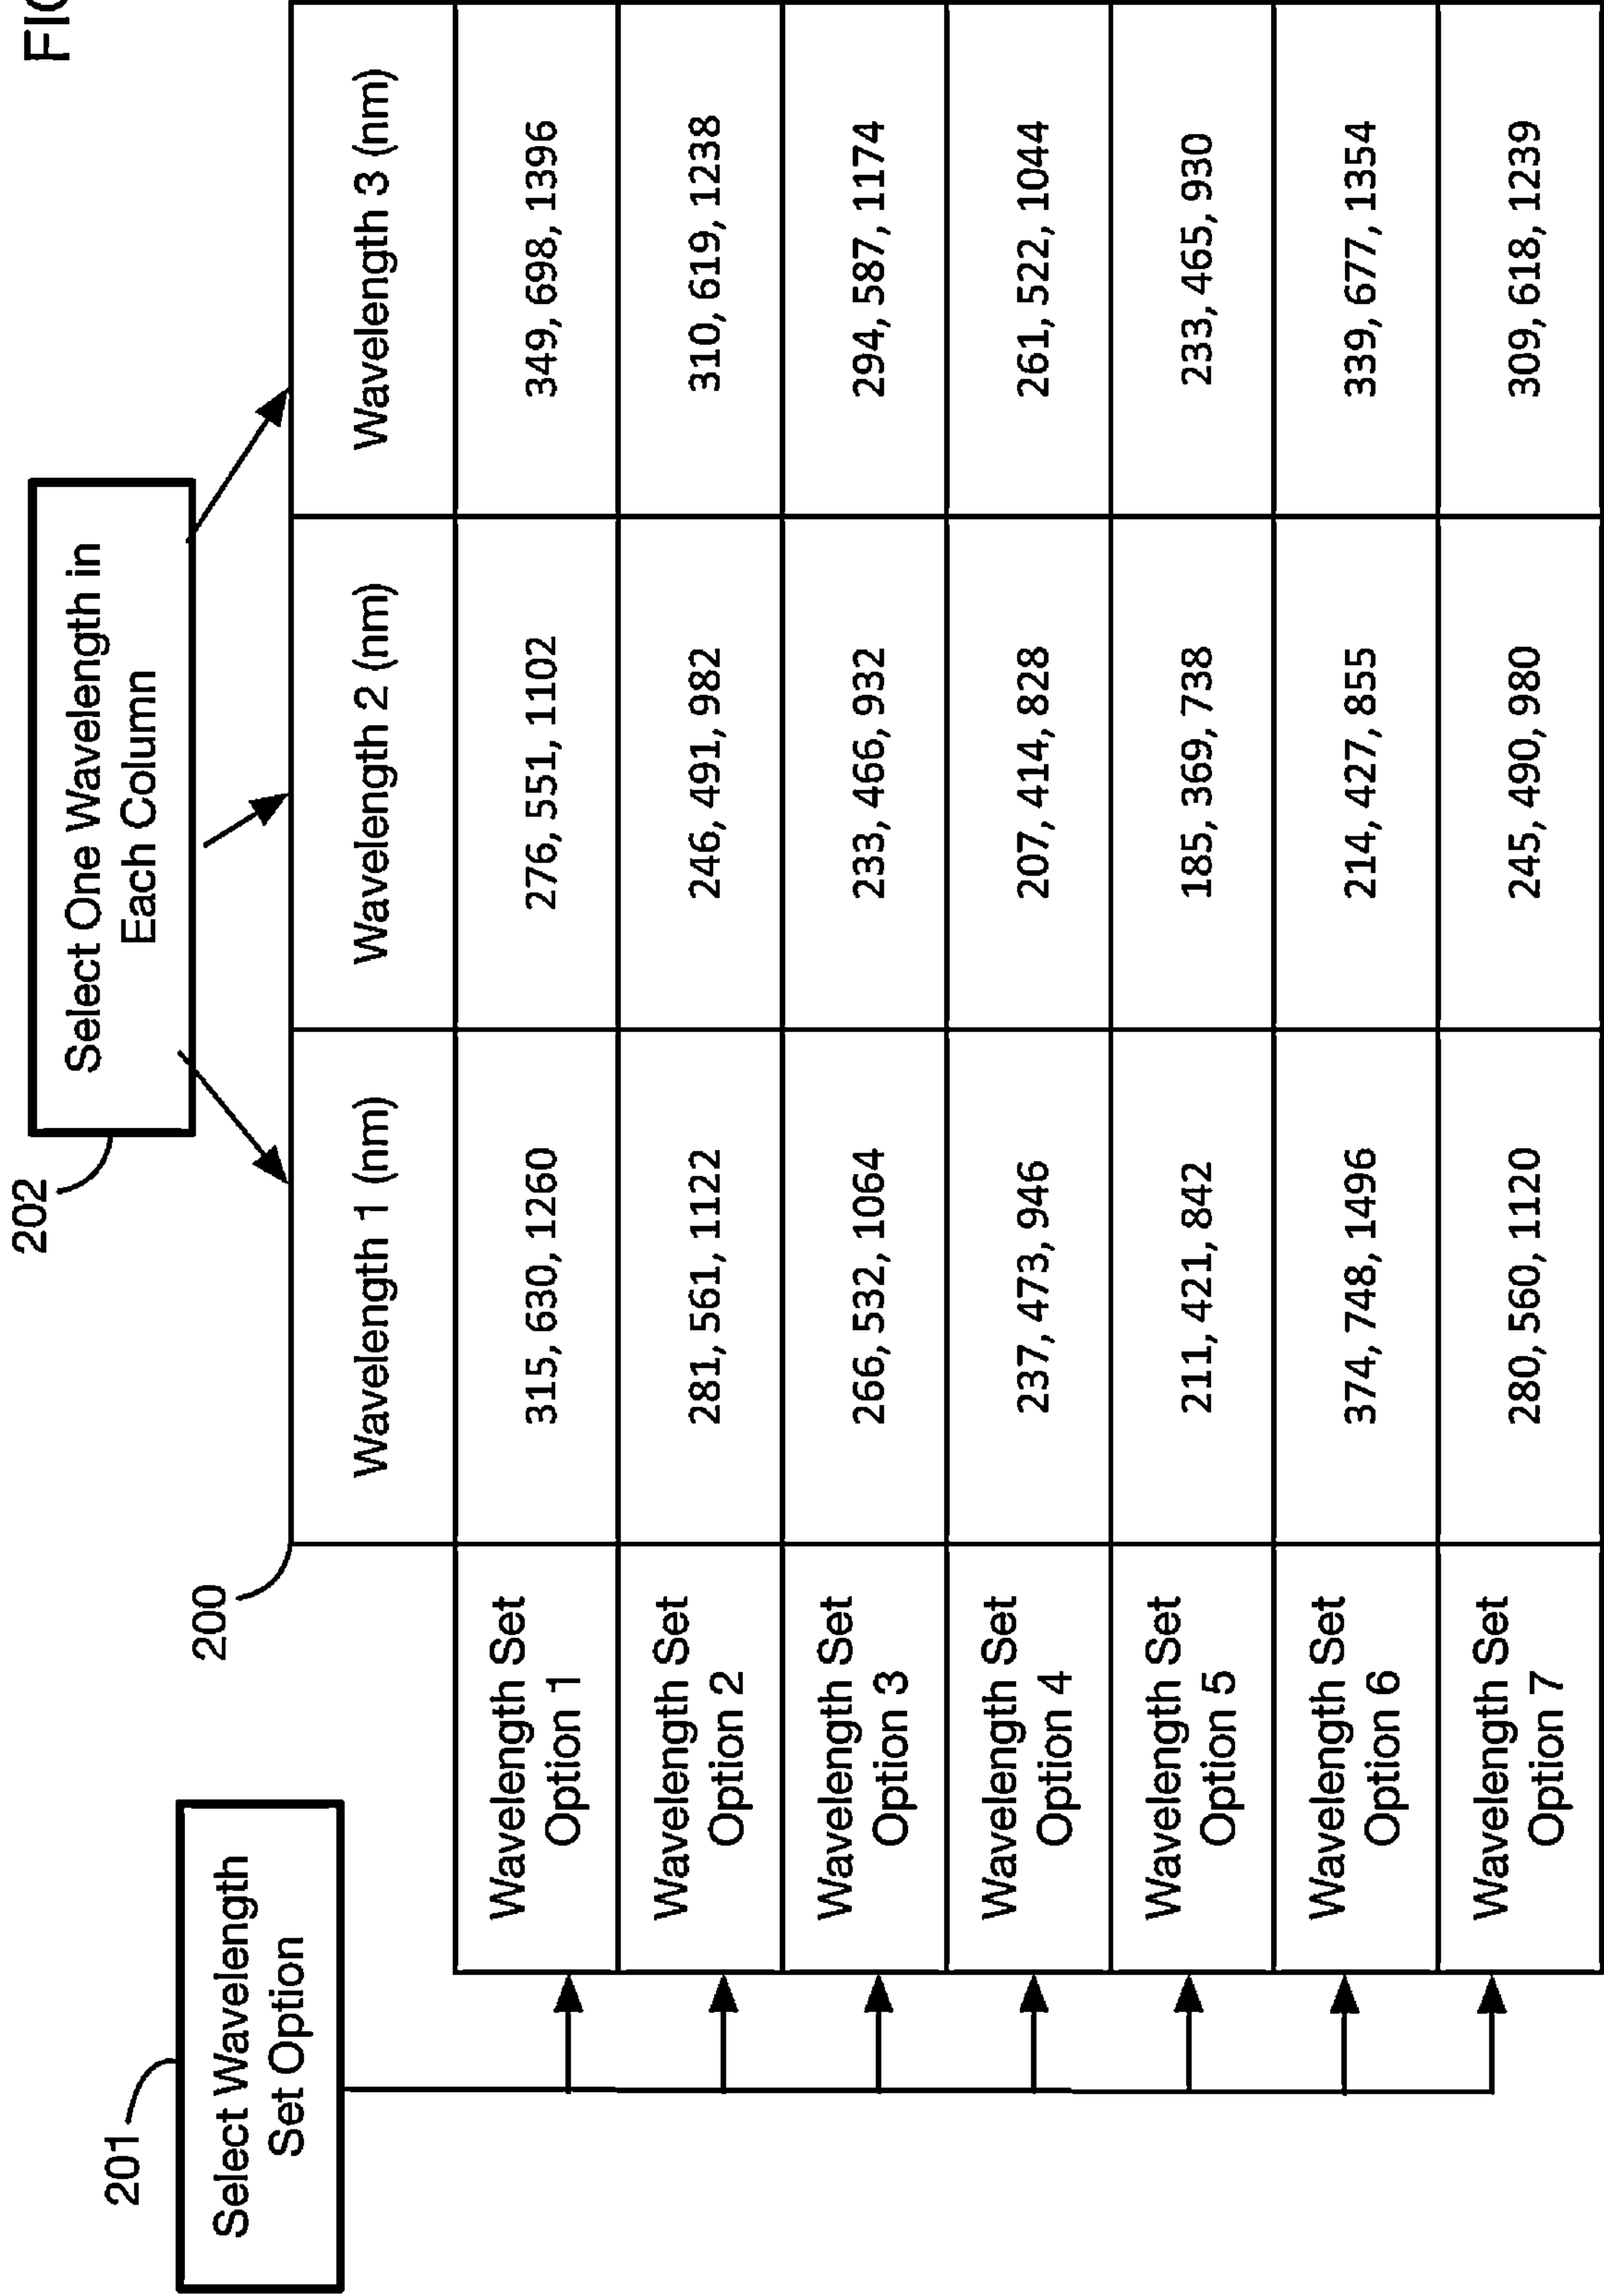 FIG
202
Select One Wavelength in
Each Column
201
Select Wavelength
Set Option
200
Wavelength 1 (nm) Wavelength 2 (nm) Wavelength 3 (nm)
Wavelength Set
Option 1
315, 630, 1260 276, 551, 1102 349, 698, 1396
Wavelength Set
Option 2
281, 561, 1122 246, 491, 982 310, 619, 1238
Wavelength Set
Option 3
266, 532, 1064 233, 466, 932 294, 587, 1174
Wavelength Set
Option 4
237, 473, 946 207, 414, 828 261, 522, 1044
Wavelength Set
Option 5
211, 421, 842 185, 369, 738 233, 465, 930
Wavelength Set
Option 6
374, 748, 1496 214, 427, 855 339, 677, 1354
Wavelength Set
Option 7
280, 560, 1120 245, 490, 980 309, 618, 1239